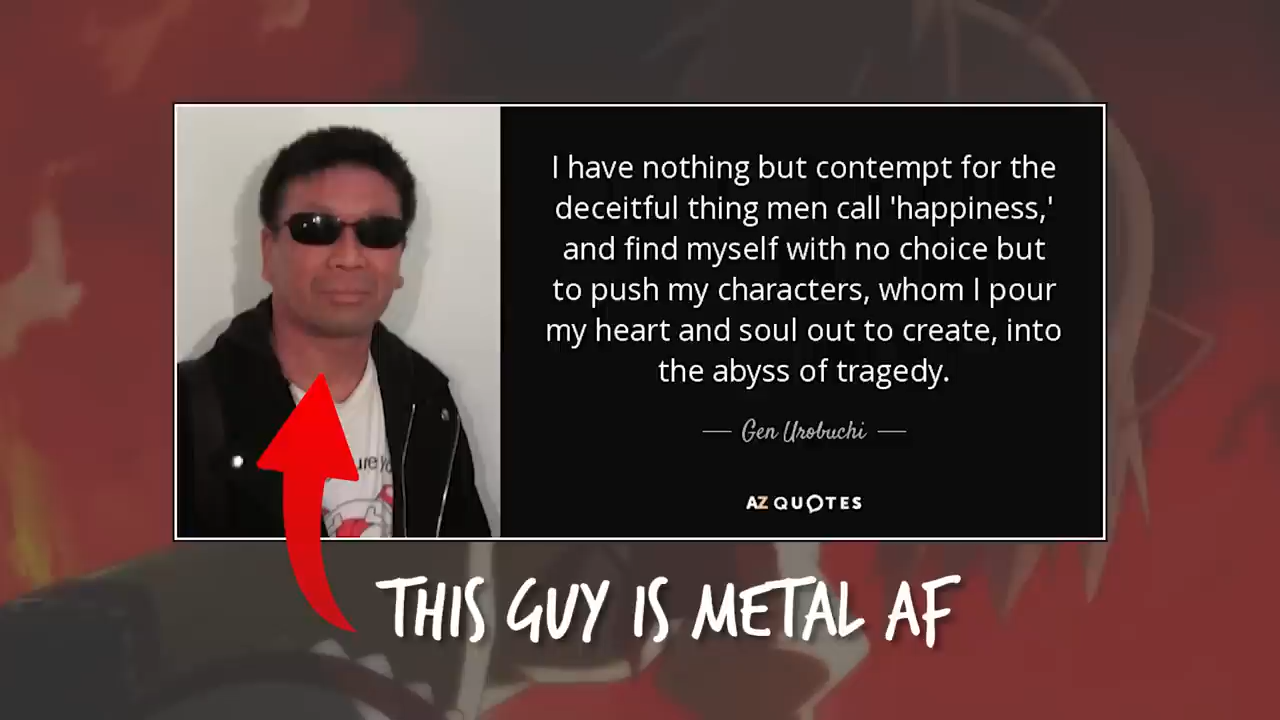 I have nothing but contempt for the
deceitful thing men call 'happiness,'
and find myself with no choice but
to push my characters, whom I pour
my heart and soul out to create, into
the abyss of tragedy.
Gen Urobuchi
AZ QUOTES
THIS GUY IS METAL AF